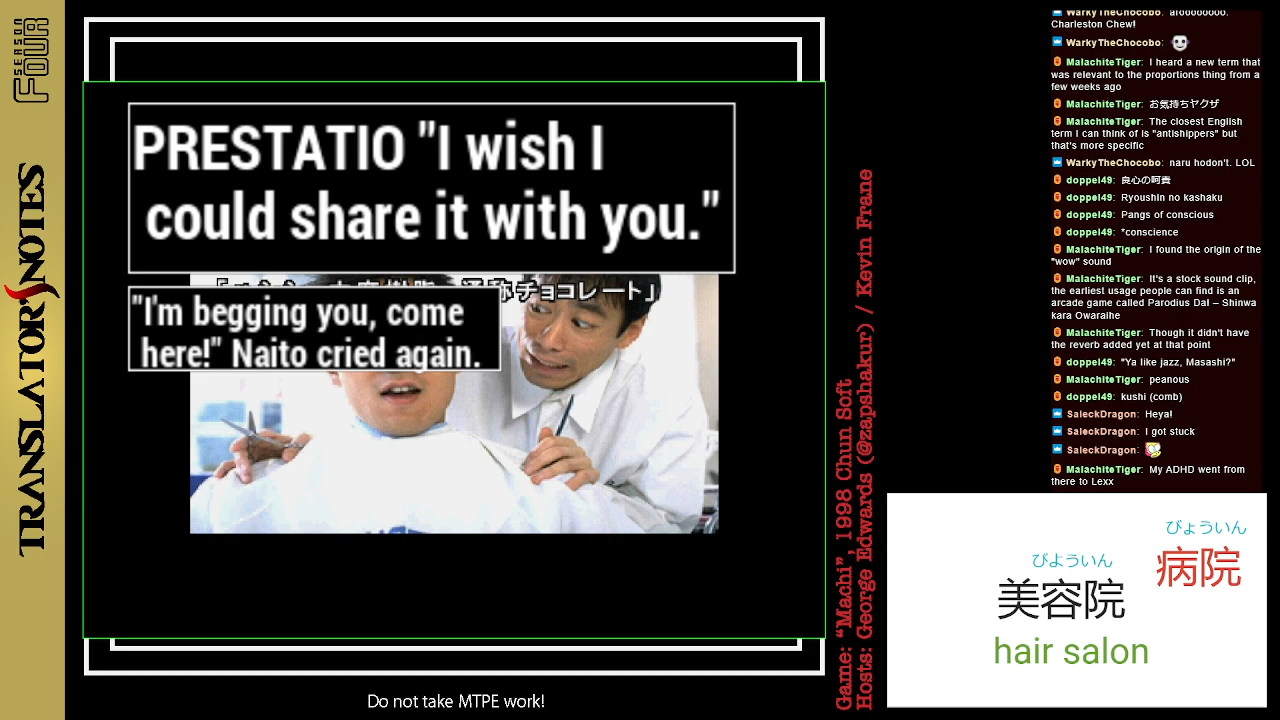 SEASON
FOUR
TRANSLATOR'S NOTES
PRESTATIO "I wish I
could share it with you."
チョコレート」
"I'm begging you, come
here!" Naito cried again.
Do not take MTPE work!
Game: “Machi”, 1998 Chun Soft
Hosts: George Edwards (@zapshakur) / Kevin Frane
WarkyTheChocobo: afoooooooo.
Charleston Chew!
WarkyTheChocobo:
MalachiteTiger: I heard a new term that
was relevant to the proportions thing from a
few weeks ago
MalachiteTiger: お気持ちヤクザ
MalachiteTiger: The closest English
term I can think of is "antishippers" but
that's more specific
WarkyTheChocobo: naru hodon't. LOL
doppel49: 良心の呵責
doppel49: Ryoushin no kashaku
doppel49: Pangs of conscious
doppel49: *conscience
MalachiteTiger: I found the origin of the
"wow" sound
MalachiteTiger: It's a stock sound clip,
the earliest usage people can find is an
arcade game called Parodius Da! – Shinwa
kara Owaraihe
MalachiteTiger: Though it didn't have
the reverb added yet at that point
doppel49: "Ya like jazz, Masashi?"
MalachiteTiger: peanous
doppel49: kushi (comb)
SaleckDragon: Heya!
SaleckDragon: I got stuck
SaleckDragon:
MalachiteTiger: My ADHD went from
there to Lexx
びょういん
病院
びよういん
美容院
hair salon